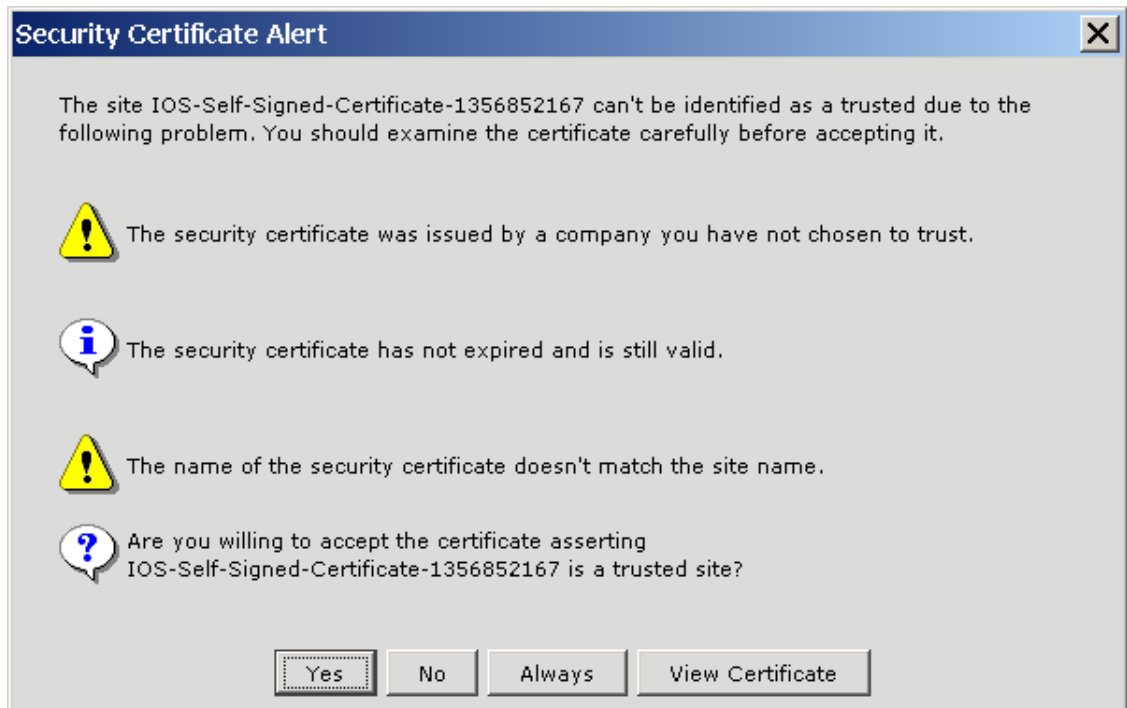 Security Certificate Alert
The site IOS-Self-Signed-Certificate-1356852167 can't be identified as a trusted due to the
following problem. You should examine the certificate carefully before accepting it.
The security certificate was issued by a company you have not chosen to trust.
The security certificate has not expired and is still valid.
The name of the security certificate doesn't match the site name.
Are you willing to accept the certificate asserting
IOS-Self-Signed-Certificate-1356852167 is a trusted site?
Yes No Always View Certificate